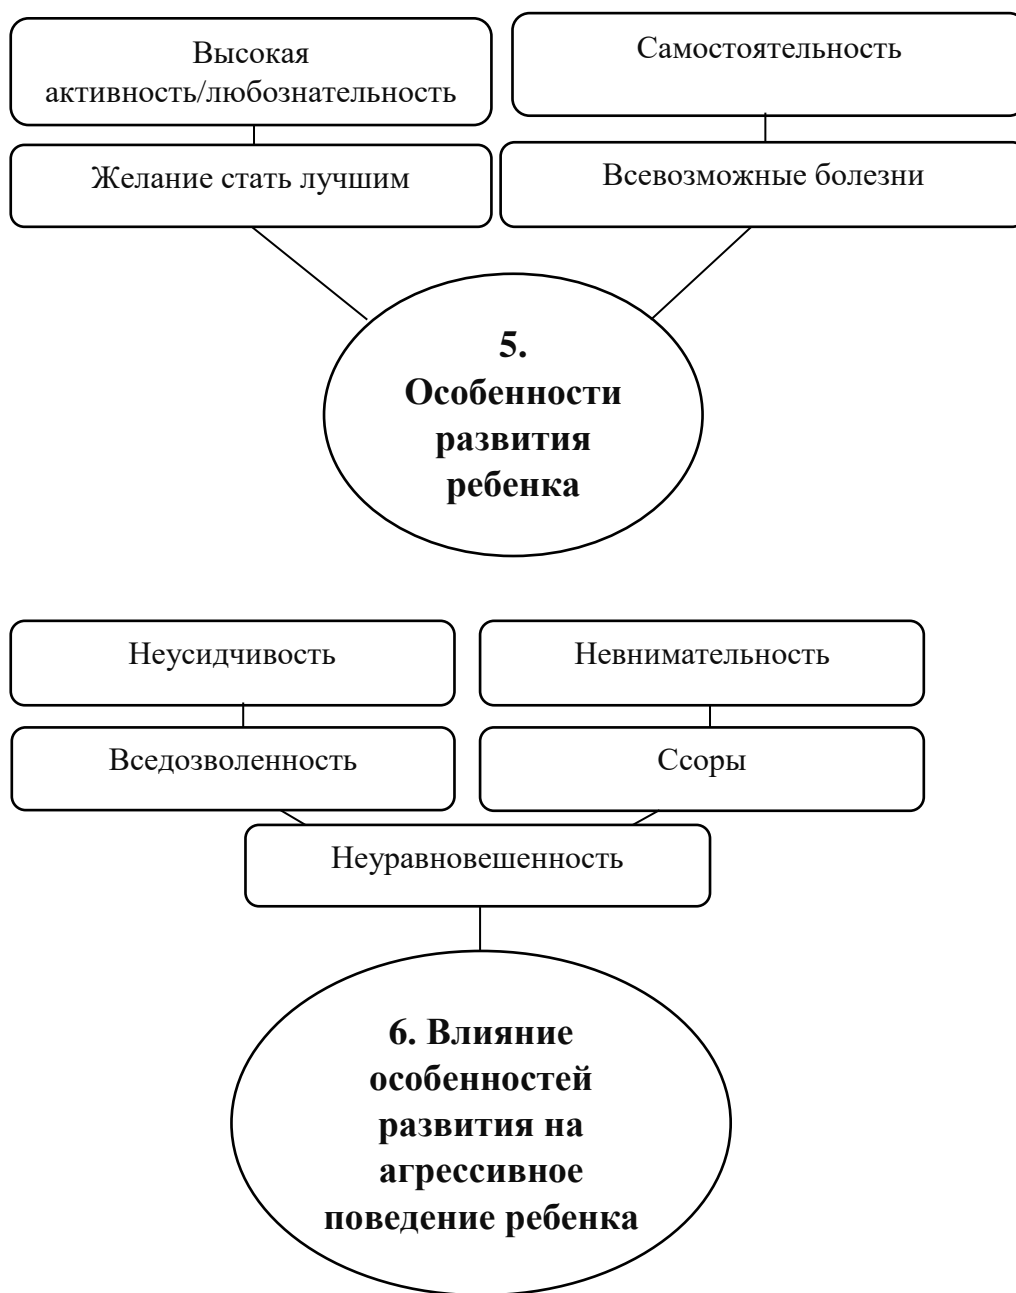 Высокая
активность/любознательность
Самостоятельность
Желание стать лучшим
Всевозможные болезни
5.
Особенности
развития
ребенка
Неусидчивость
Невнимательность
Вседозволенность
Ссоры
Неуравновешенность
6. Влияние
особенностей
развития на
агрессивное
поведение ребенка